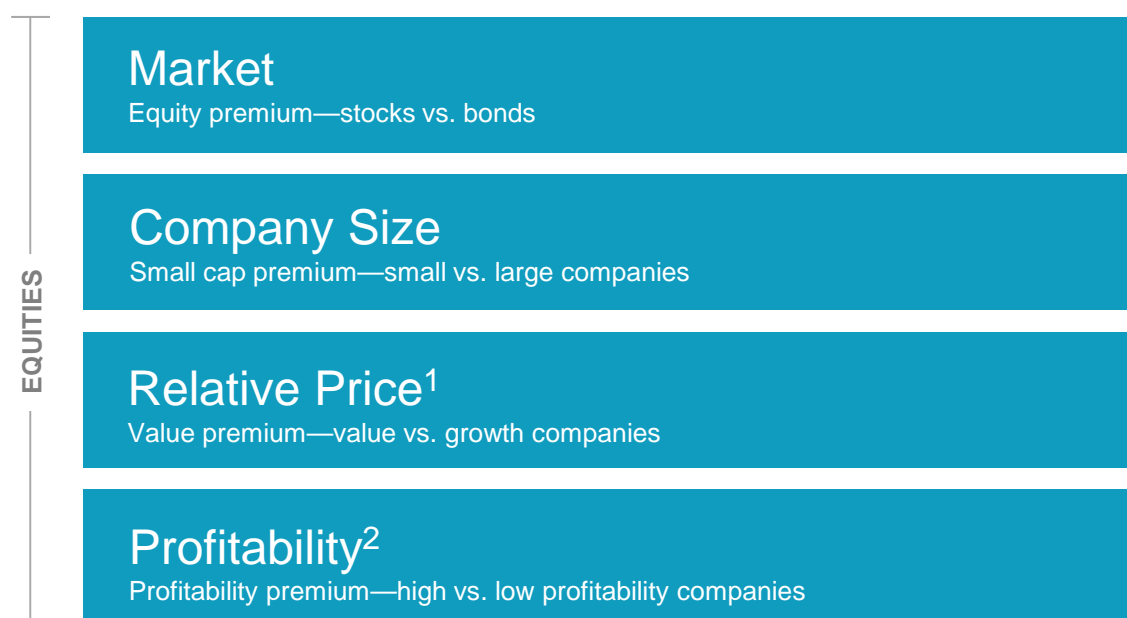 Market
Equity premium—stocks vs. bonds
Company Size
Small cap premium—small vs. large companies
EQUITIES
Relative Price¹
Value premium—value vs. growth companies
Profitability²
Profitability premium—high vs. low profitability companies